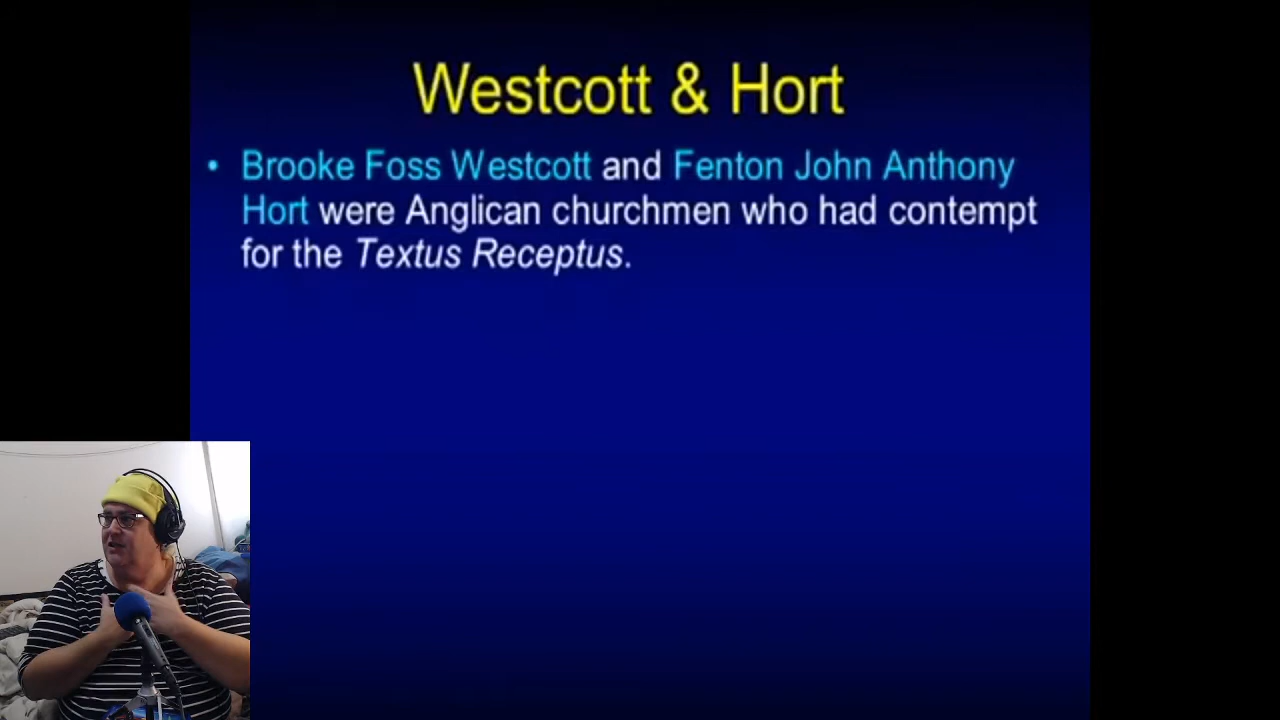 Westcott & Hort
• Brooke Foss Westcott and Fenton John Anthony
Hort were Anglican churchmen who had contempt
for the Textus Receptus.